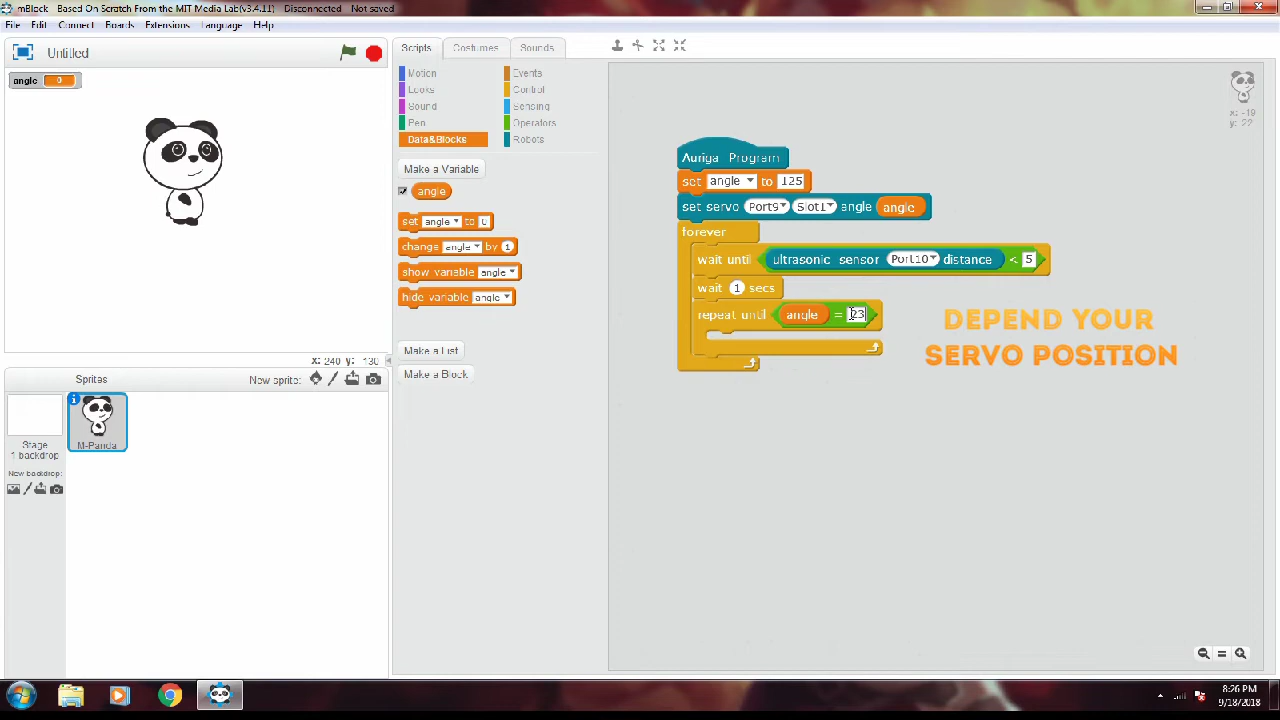 mBlock - Based On Scratch From the MIT Media Lab(v3.4.11) - Disconnected - Not saved
File Edit Connect Boards Extensions Language Help
Untitled
angle 0
x: 240 y: -130
Sprites New sprite:
Stage
1 backdrop
New backdrop:
M-Panda
Scripts Costumes Sounds
Motion Events
Looks Control
Sound Sensing
Pen Operators
Data&Blocks Robots
Make a Variable
angle
set angle to 0
change angle by 1
show variable angle
hide variable angle
Make a List
Make a Block
x: -19
y: 22
Auriga Program
set angle to 125
set servo Port9 Slot1 angle angle
forever
wait until ultrasonic sensor Port10 distance < 5
wait 1 secs
repeat until angle = 23
DEPEND YOUR
SERVO POSITION
8:26 PM
9/18/2018